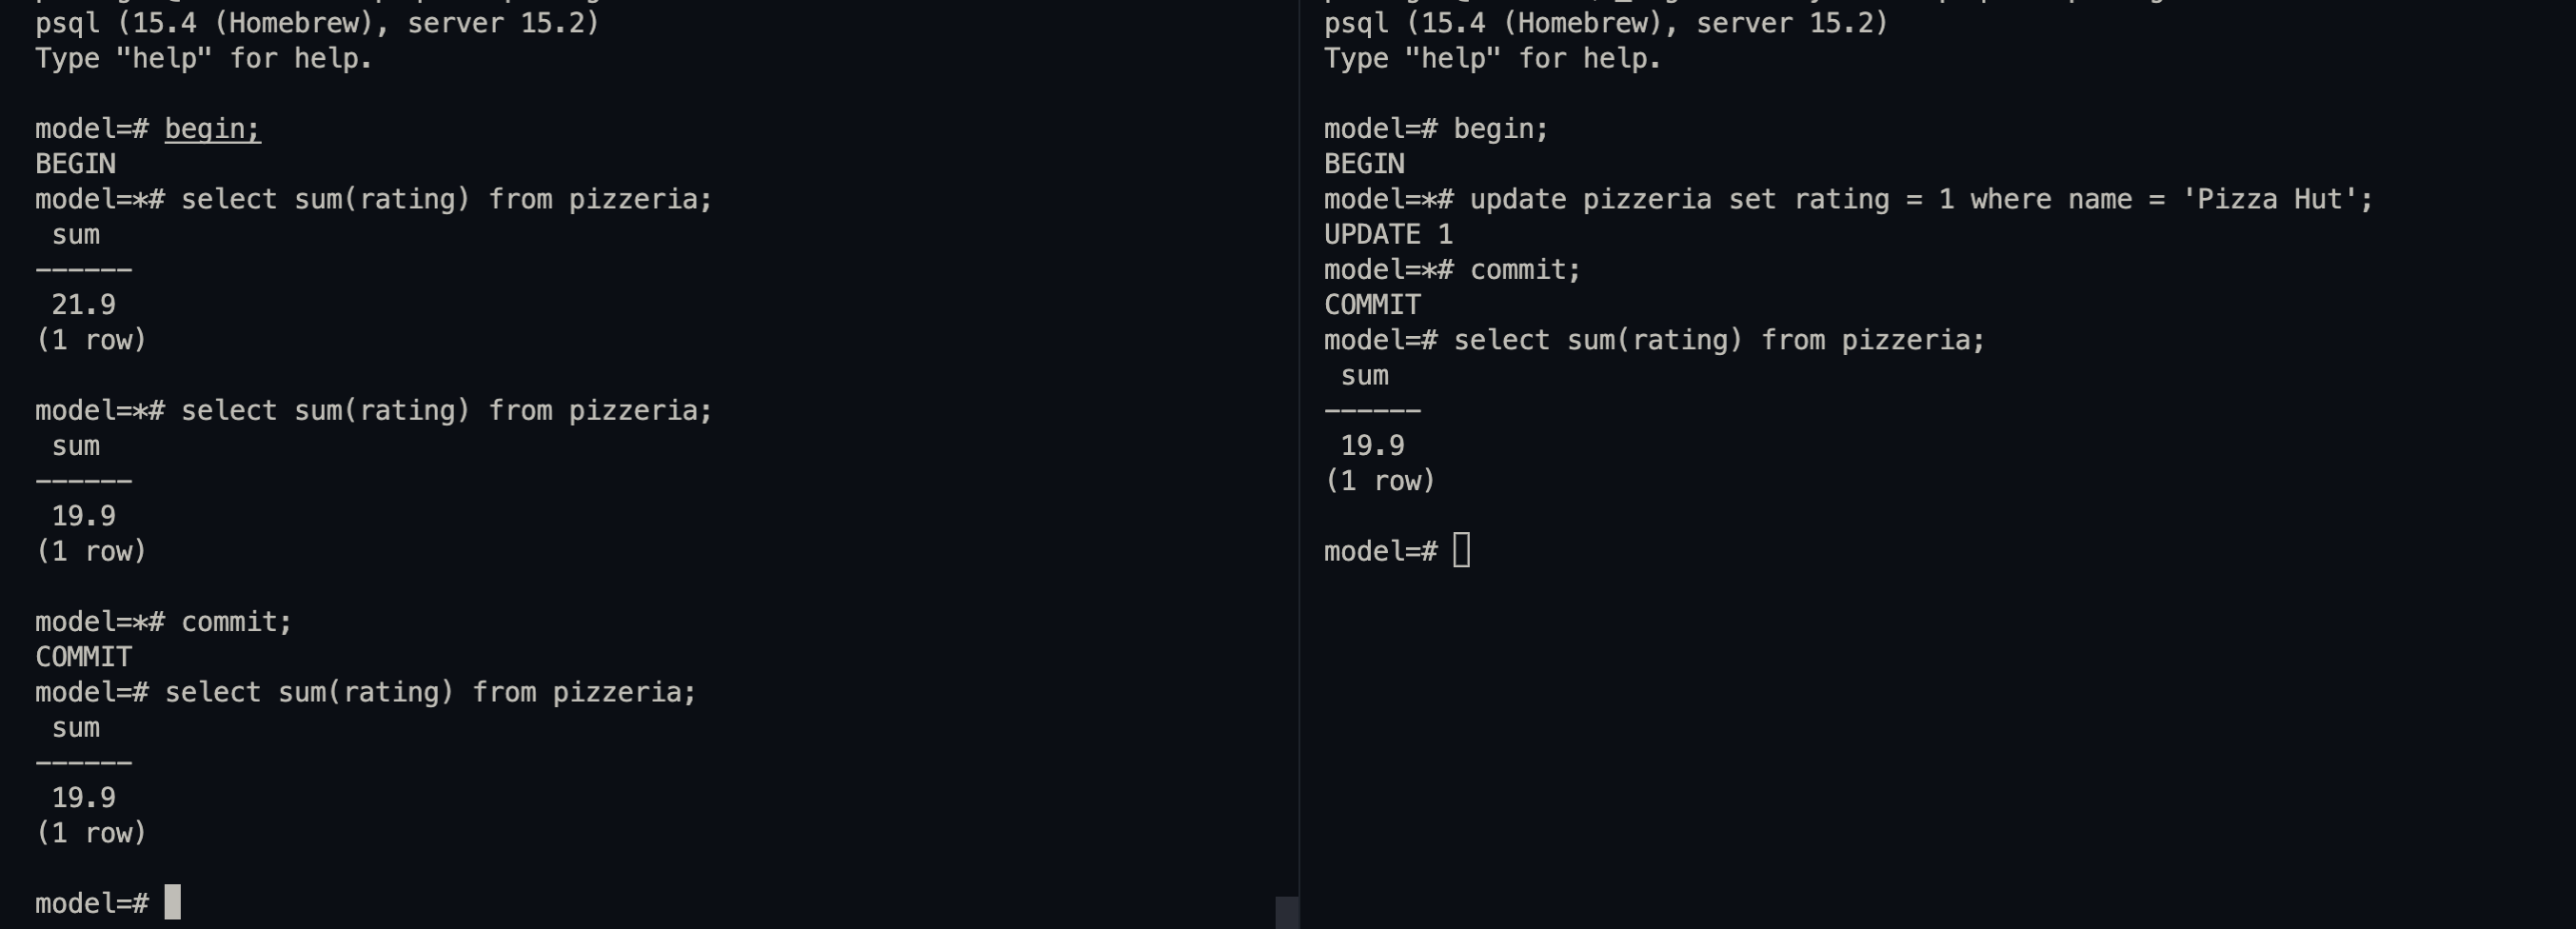 psql (15.4 (Homebrew), server 15.2)
Type "help" for help.
model=# begin;
BEGIN
model=*# select sum(rating) from pizzeria;
sum
------
21.9
(1 row)
model=*# select sum(rating) from pizzeria;
sum
------
19.9
(1 row)
model=*# commit;
COMMIT
model=# select sum(rating) from pizzeria;
sum
------
19.9
(1 row)
model=#
psql (15.4 (Homebrew), server 15.2)
Type "help" for help.
model=# begin;
BEGIN
model=*# update pizzeria set rating = 1 where name = 'Pizza Hut';
UPDATE 1
model=*# commit;
COMMIT
model=# select sum(rating) from pizzeria;
sum
------
19.9
(1 row)
model=#